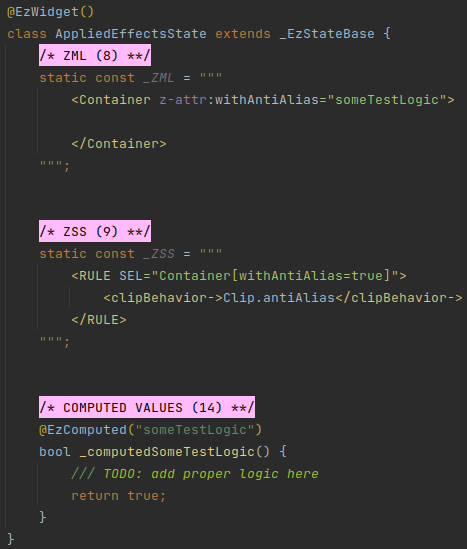 @EzWidget()
class AppliedEffectsState extends _EzStateBase {
/* ZML (8) **/
static const _ZML = """
<Container z-attr:withAntiAlias="someTestLogic">
</Container>
""";
/* ZSS (9) **/
static const _ZSS = """
<RULE SEL="Container[withAntiAlias=true]">
<clipBehavior->Clip.antiAlias</clipBehavior->
</RULE>
""";
/* COMPUTED VALUES (14) **/
@EzComputed("someTestLogic")
bool _computedSomeTestLogic() {
/// TODO: add proper logic here
return true;
}
}